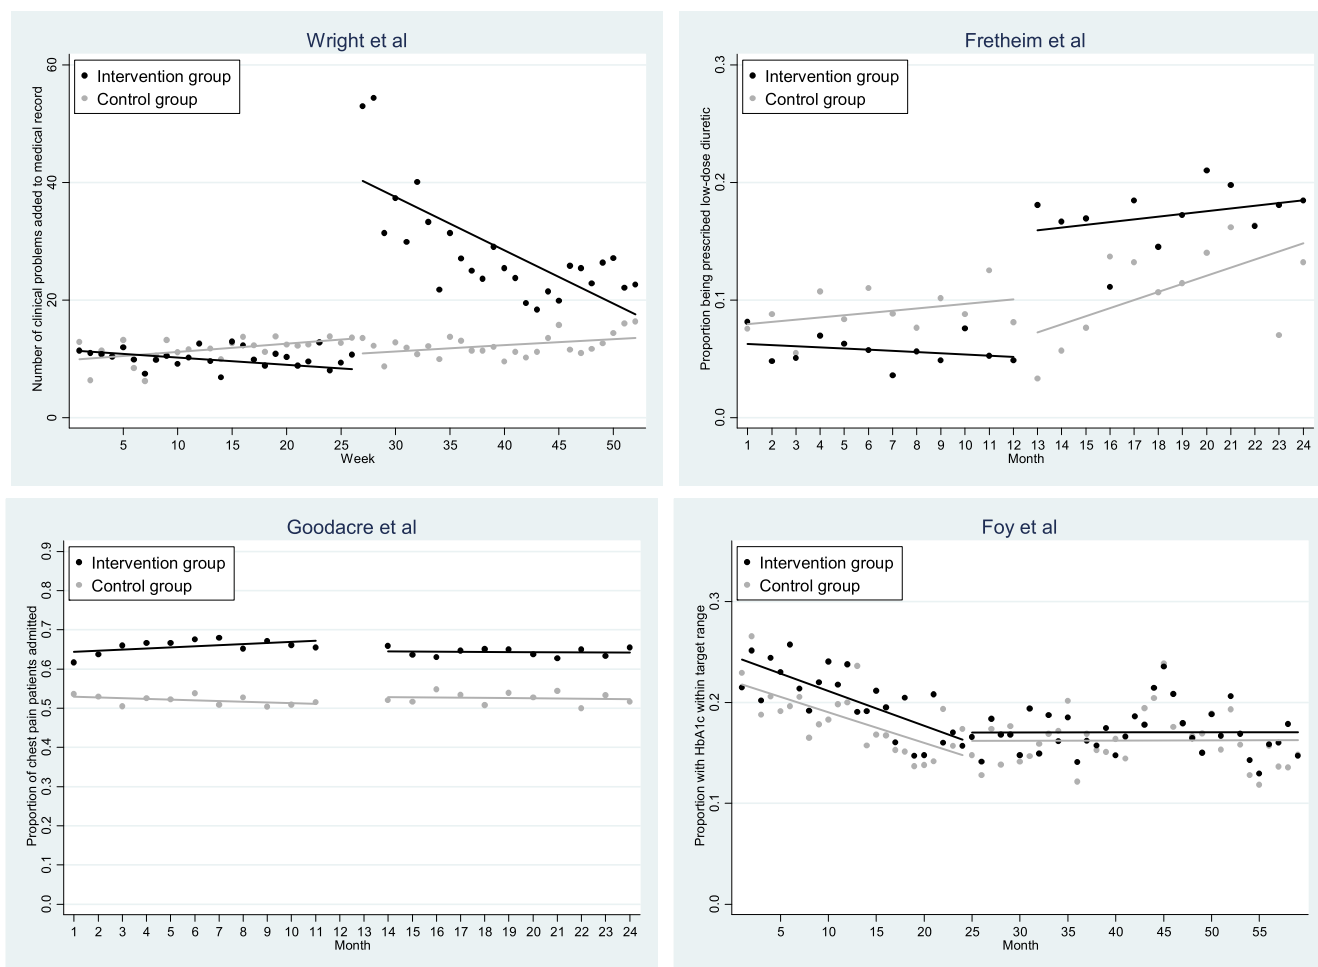 Wright et al
Number of clinical problems added to medical record
60
40
20
0
Intervention group
Control group
5 10 15 20 25 30 35 40 45 50
Week
Fretheim et al
Proportion being prescribed low-dose diuretic
0.3
0.2
0.1
0.0
Intervention group
Control group
1 2 3 4 5 6 7 8 9 10 11 12 13 14 15 16 17 18 19 20 21 22 23 24
Month
Goodacre et al
Proportion of chest pain patients admitted
0.9
0.8
0.7
0.6
0.5
0.4
0.3
0.2
0.1
0.0
Intervention group
Control group
1 2 3 4 5 6 7 8 9 10 11 12 13 14 15 16 17 18 19 20 21 22 23 24
Month
Foy et al
Proportion with HbA1c within target range
0.3
0.2
0.1
0.0
Intervention group
Control group
5 10 15 20 25 30 35 40 45 50 55
Month